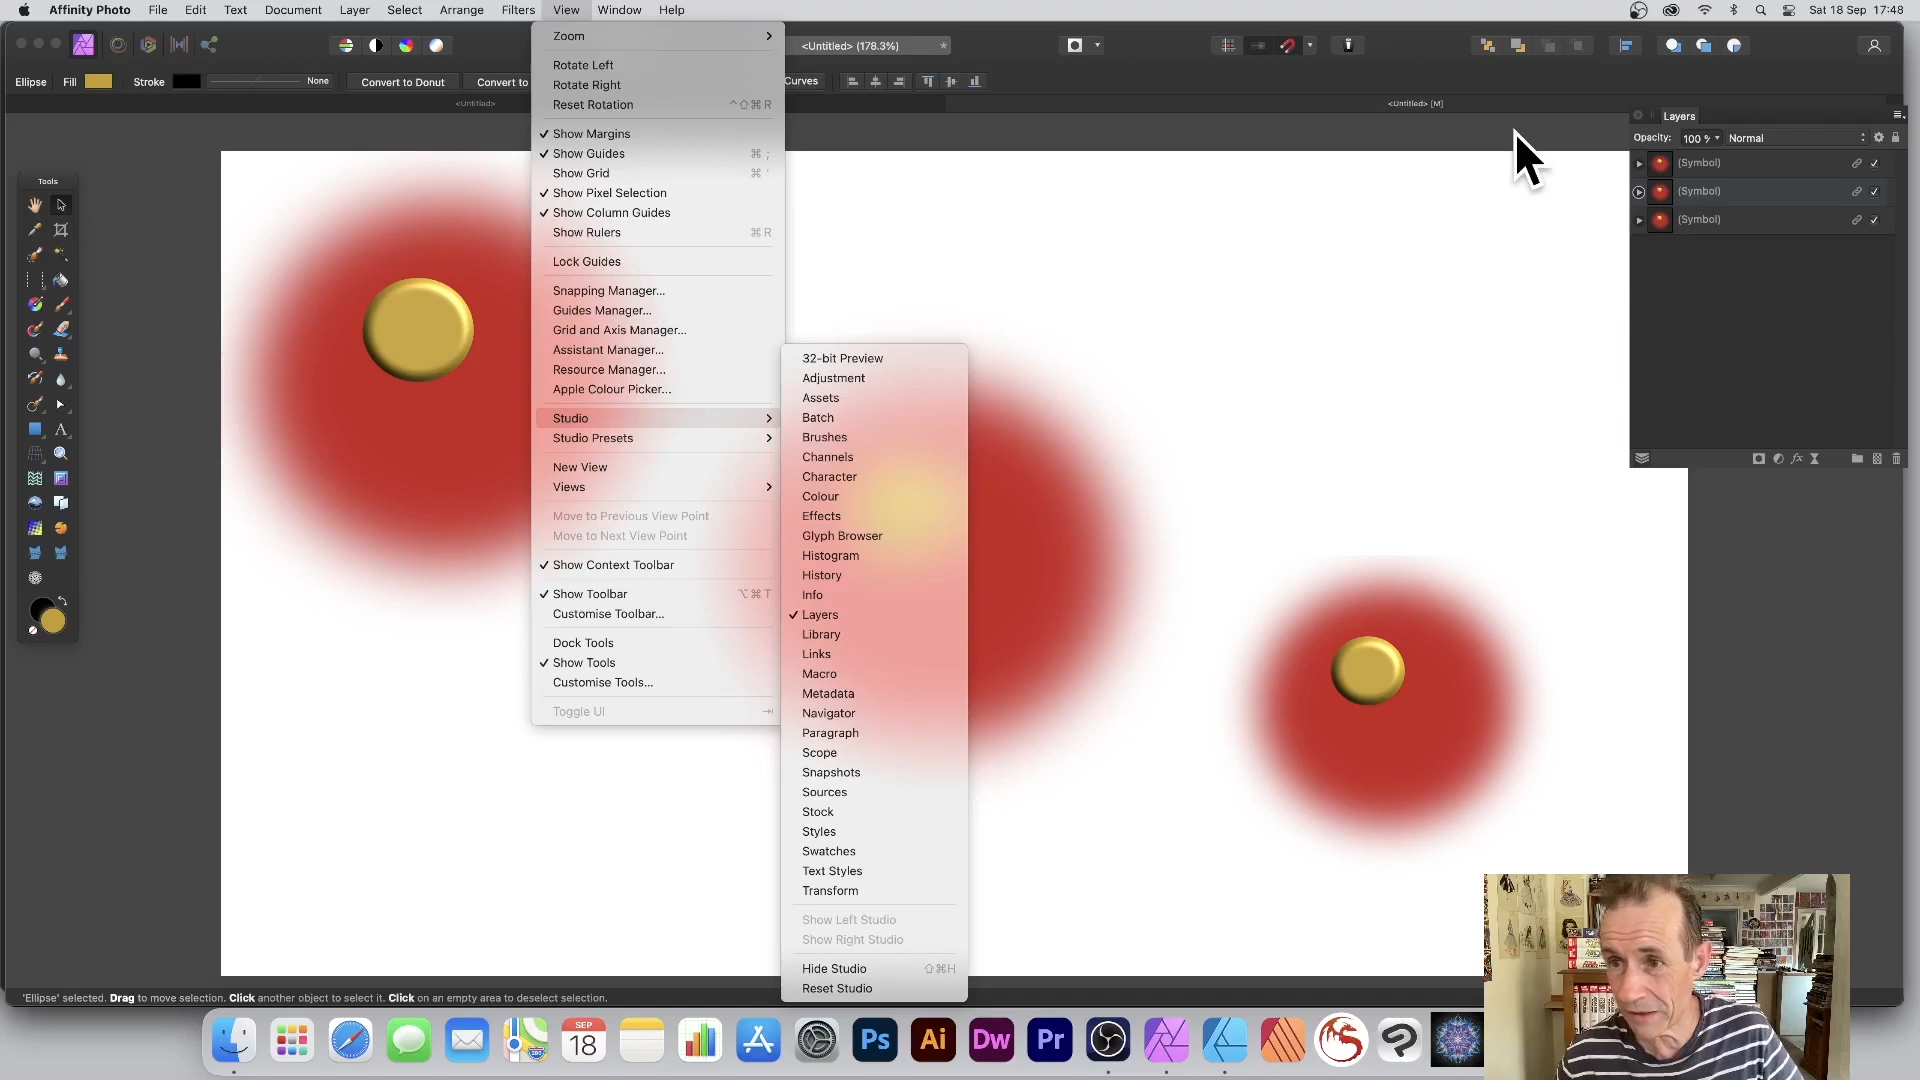 Affinity Photo File Edit Text Document Layer Select Arrange Filters View Window Help
Sat 18 Sep 17:48
<Untitled> (178.3%)
Ellipse Fill Stroke None Convert to Donut Convert to Curves
<Untitled>
<Untitled> [M]
Tools
Zoom
Rotate Left
Rotate Right
Reset Rotation ^⇧⌘R
✓ Show Margins
✓ Show Guides ⌘;
Show Grid ⌘'
✓ Show Pixel Selection
✓ Show Column Guides
Show Rulers ⌘R
Lock Guides
Snapping Manager...
Guides Manager...
Grid and Axis Manager...
Assistant Manager...
Resource Manager...
Apple Colour Picker...
Studio
Studio Presets
New View
Views
Move to Previous View Point
Move to Next View Point
✓ Show Context Toolbar
✓ Show Toolbar ⌥⌘T
Customise Toolbar...
Dock Tools
✓ Show Tools
Customise Tools...
Toggle UI
32-bit Preview
Adjustment
Assets
Batch
Brushes
Channels
Character
Colour
Effects
Glyph Browser
Histogram
History
Info
✓ Layers
Library
Links
Macro
Metadata
Navigator
Paragraph
Scope
Snapshots
Sources
Stock
Styles
Swatches
Text Styles
Transform
Show Left Studio
Show Right Studio
Hide Studio ⇧⌘H
Reset Studio
Layers
Opacity: 100 % Normal
(Symbol)
(Symbol)
(Symbol)
fx
'Ellipse' selected. Drag to move selection. Click another object to select it. Click on an empty area to deselect selection.
SEP
18
280
Ps
Ai
Dw
Pr